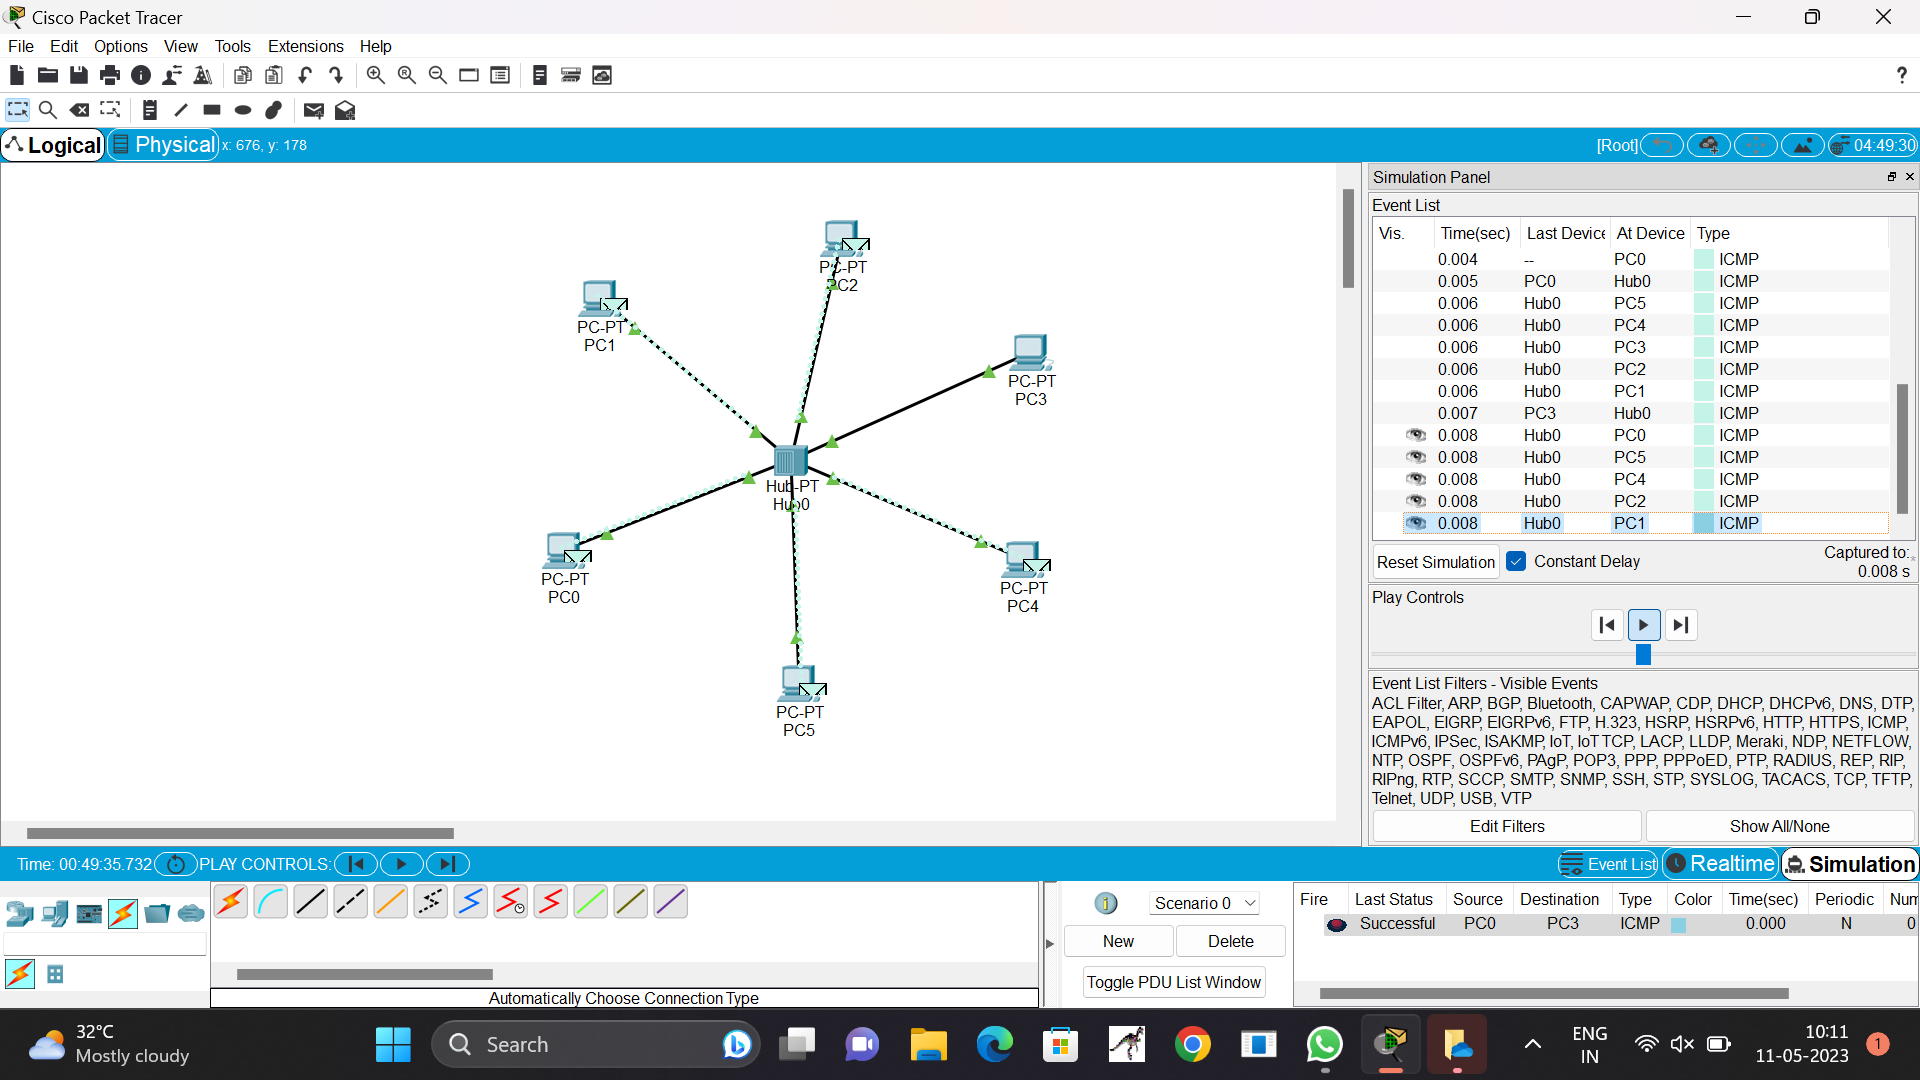 Cisco Packet Tracer
File Edit Options View Tools Extensions Help
?
Logical Physical x: 676, y: 178 [Root] 04:49:30
PC-PT
PC2
PC-PT
PC1
PC-PT
PC3
Hub-PT
Hub0
PC-PT
PC0
PC-PT
PC4
PC-PT
PC5
Simulation Panel
Event List
Vis. Time(sec) Last Device At Device Type
0.004 -- PC0 ICMP
0.005 PC0 Hub0 ICMP
0.006 Hub0 PC5 ICMP
0.006 Hub0 PC4 ICMP
0.006 Hub0 PC3 ICMP
0.006 Hub0 PC2 ICMP
0.006 Hub0 PC1 ICMP
0.007 PC3 Hub0 ICMP
0.008 Hub0 PC0 ICMP
0.008 Hub0 PC5 ICMP
0.008 Hub0 PC4 ICMP
0.008 Hub0 PC2 ICMP
0.008 Hub0 PC1 ICMP
Reset Simulation Constant Delay Captured to:
0.008 s
Play Controls
Event List Filters - Visible Events
ACL Filter, ARP, BGP, Bluetooth, CAPWAP, CDP, DHCP, DHCPv6, DNS, DTP,
EAPOL, EIGRP, EIGRPv6, FTP, H.323, HSRP, HSRPv6, HTTP, HTTPS, ICMP,
ICMPv6, IPSec, ISAKMP, IoT, IoT TCP, LACP, LLDP, Meraki, NDP, NETFLOW,
NTP, OSPF, OSPFv6, PAgP, POP3, PPP, PPPoED, PTP, RADIUS, REP, RIP,
RIPng, RTP, SCCP, SMTP, SNMP, SSH, STP, SYSLOG, TACACS, TCP, TFTP,
Telnet, UDP, USB, VTP
Edit Filters Show All/None
Time: 00:49:35.732 PLAY CONTROLS: Event List Realtime Simulation
Scenario 0
New Delete
Toggle PDU List Window
Fire Last Status Source Destination Type Color Time(sec) Periodic Num
Successful PC0 PC3 ICMP 0.000 N 0
Automatically Choose Connection Type
32°C
Mostly cloudy
Search
ENG
IN
10:11
11-05-2023
1